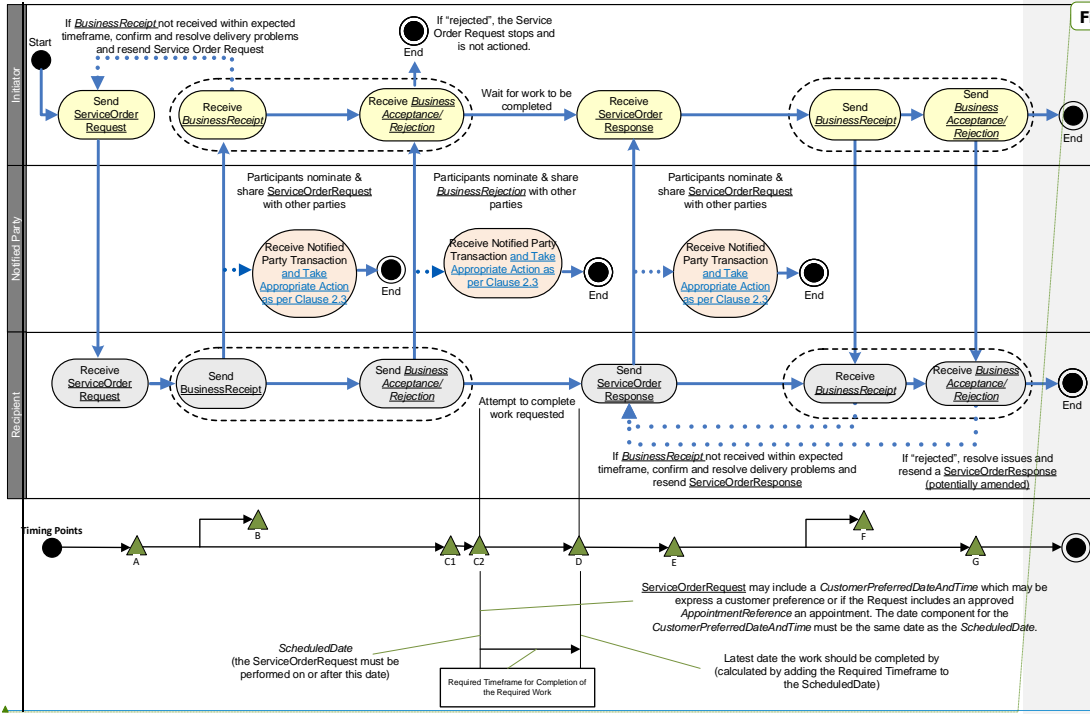 If BusinessReceipt not received within expected
timeframe, confirm and resolve delivery problems
and resend Service Order Request
Start
End
If “rejected”, the Service
Order Request stops and
is not actioned.
F
Initiator
Send
ServiceOrder
Request
Receive
BusinessReceipt
Receive Business
Acceptance/
Rejection
Wait for work to be
completed
Receive
ServiceOrder
Response
Send
BusinessReceipt
Send
Business
Acceptance/
Rejection
End
Notified Party
Participants nominate &
share ServiceOrderRequest
with other parties
Participants nominate & share
BusinessRejection with other
parties
Participants nominate &
share ServiceOrderRequest
with other parties
Receive Notified
Party Transaction
and Take
Appropriate Action
as per Clause 2.3
End
Receive Notified Party
Transaction and Take
Appropriate Action as
per Clause 2.3
End
Receive Notified
Party Transaction
and Take
Appropriate Action
as per Clause 2.3
End
Recipient
Receive
ServiceOrder
Request
Send
BusinessReceipt
Send Business
Acceptance/
Rejection
Attempt to complete
work requested
Send
ServiceOrder
Response
Receive
BusinessReceipt
Receive Business
Acceptance/
Rejection
End
If BusinessReceipt not received within expected
timeframe, confirm and resolve delivery problems and
resend ServiceOrderResponse
If “rejected”, resolve issues and
resend a ServiceOrderResponse
(potentially amended)
Timing Points
A
B
C1
C2
D
E
F
G
ServiceOrderRequest may include a CustomerPreferredDateAndTime which may be
express a customer preference or if the Request includes an approved
AppointmentReference an appointment. The date component for the
CustomerPreferredDateAndTime must be the same date as the ScheduledDate.
ScheduledDate
(the ServiceOrderRequest must be
performed on or after this date)
Latest date the work should be completed by
(calculated by adding the Required Timeframe to
the ScheduledDate)
Required Timeframe for Completion of
the Required Work